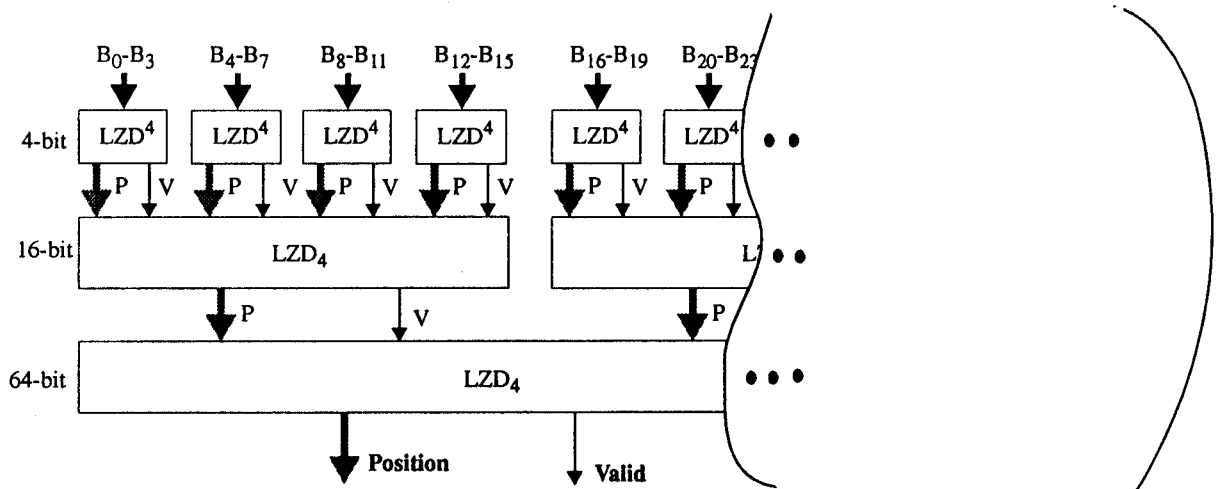 B₀-B₃ B₄-B₇ B₈-B₁₁ B₁₂-B₁₅ B₁₆-B₁₉ B₂₀-B₂₃
4-bit LZD⁴ LZD⁴ LZD⁴ LZD⁴ LZD⁴ LZD⁴
P V P V P V P V P V P
16-bit LZD₄
P V P
64-bit LZD₄
Position Valid